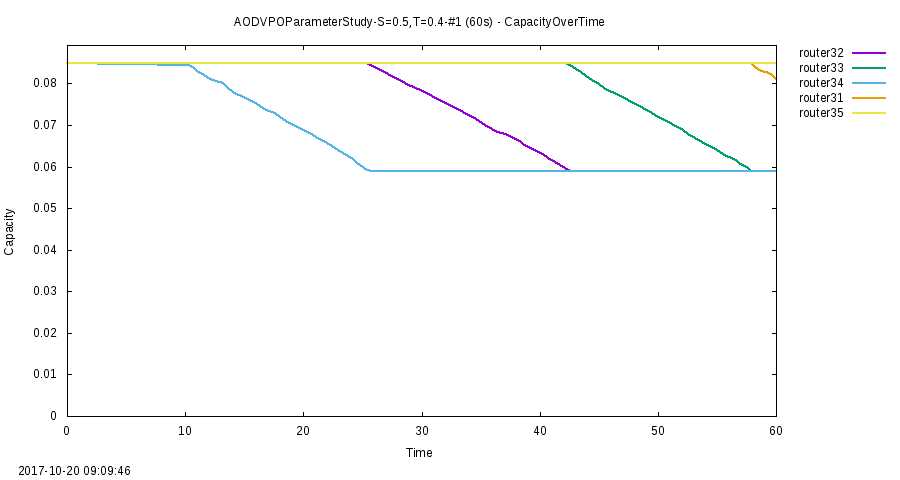 AODVPOParameterStudy-S=0.5,T=0.4-#1 (60s) - CapacityOverTime
router32
router33
router34
router31
router35
0.08
0.07
0.06
0.05
0.04
0.03
0.02
0.01
0
Capacity
0 10 20 30 40 50 60
Time
2017-10-20 09:09:46